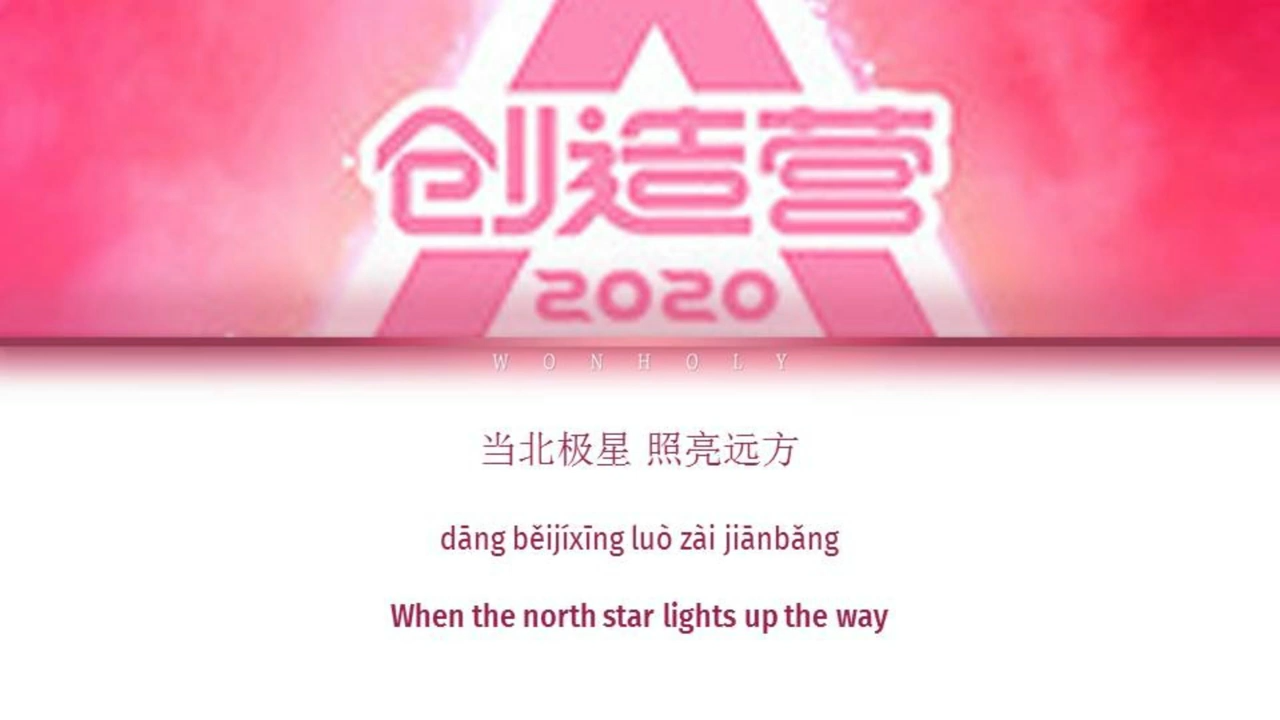 创造营
2020
WONHOLY
当北极星 照亮远方
dāng běijíxīng luò zài jiānbǎng
When the north star lights up the way